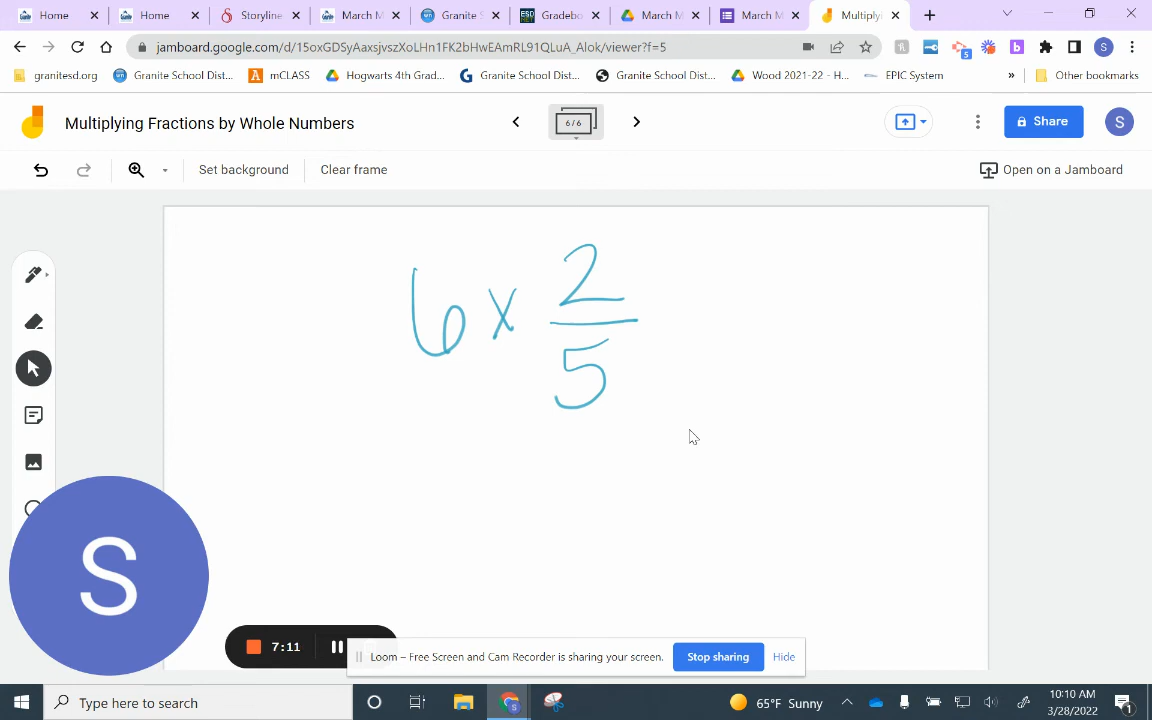 Home
Home
Storyline
March M
Granite S
Gradebo
March M
March M
Multiply
jamboard.google.com/d/15oxGDSyAaxsjvszXoLHn1FK2bHwEAmRL91QLuA_Alok/viewer?f=5
S
granitesd.org
Granite School Dist...
mCLASS
Hogwarts 4th Grad...
Granite School Dist...
Granite School Dist...
Wood 2021-22 - H...
EPIC System
»
Other bookmarks
Multiplying Fractions by Whole Numbers
6/6
Share
S
Set background
Clear frame
Open on a Jamboard
6 x 2/5
S
7:11
Loom – Free Screen and Cam Recorder is sharing your screen.
Stop sharing
Hide
Type here to search
65°F Sunny
10:10 AM
3/28/2022
1